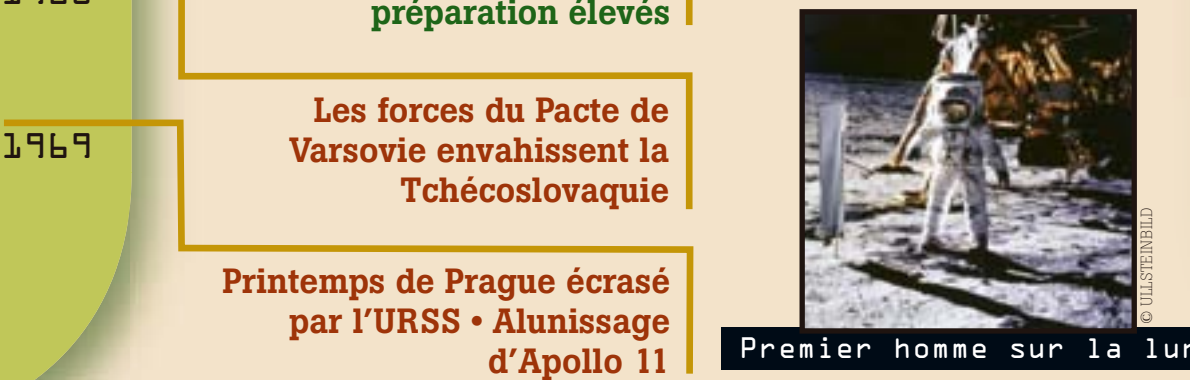 préparation élevés
Les forces du Pacte de
Varsovie envahissent la
Tchécoslovaquie
1969
Printemps de Prague écrasé
par l'URSS • Alunissage
d'Apollo 11
© ULLSTEINBILD
Premier homme sur la